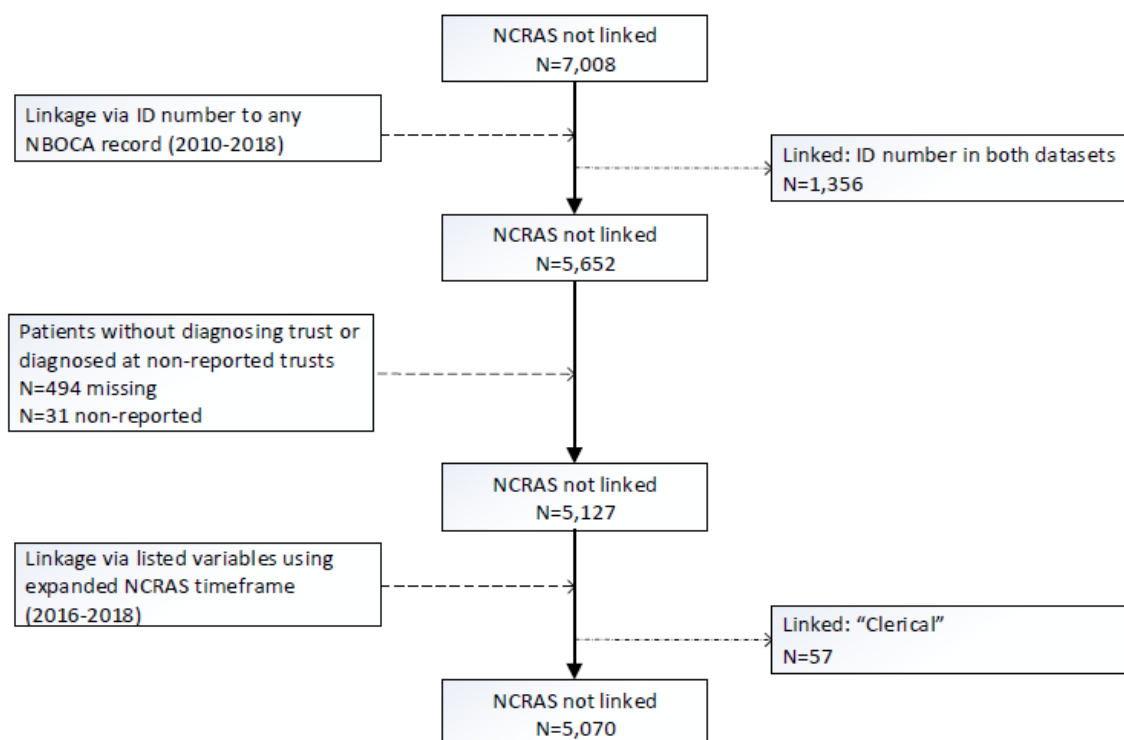 NCRAS not linked
N=7,008
Linkage via ID number to any
NBOCA record (2010-2018)
Linked: ID number in both datasets
N=1,356
NCRAS not linked
N=5,652
Patients without diagnosing trust or
diagnosed at non-reported trusts
N=494 missing
N=31 non-reported
NCRAS not linked
N=5,127
Linkage via listed variables using
expanded NCRAS timeframe
(2016-2018)
Linked: “Clerical”
N=57
NCRAS not linked
N=5,070